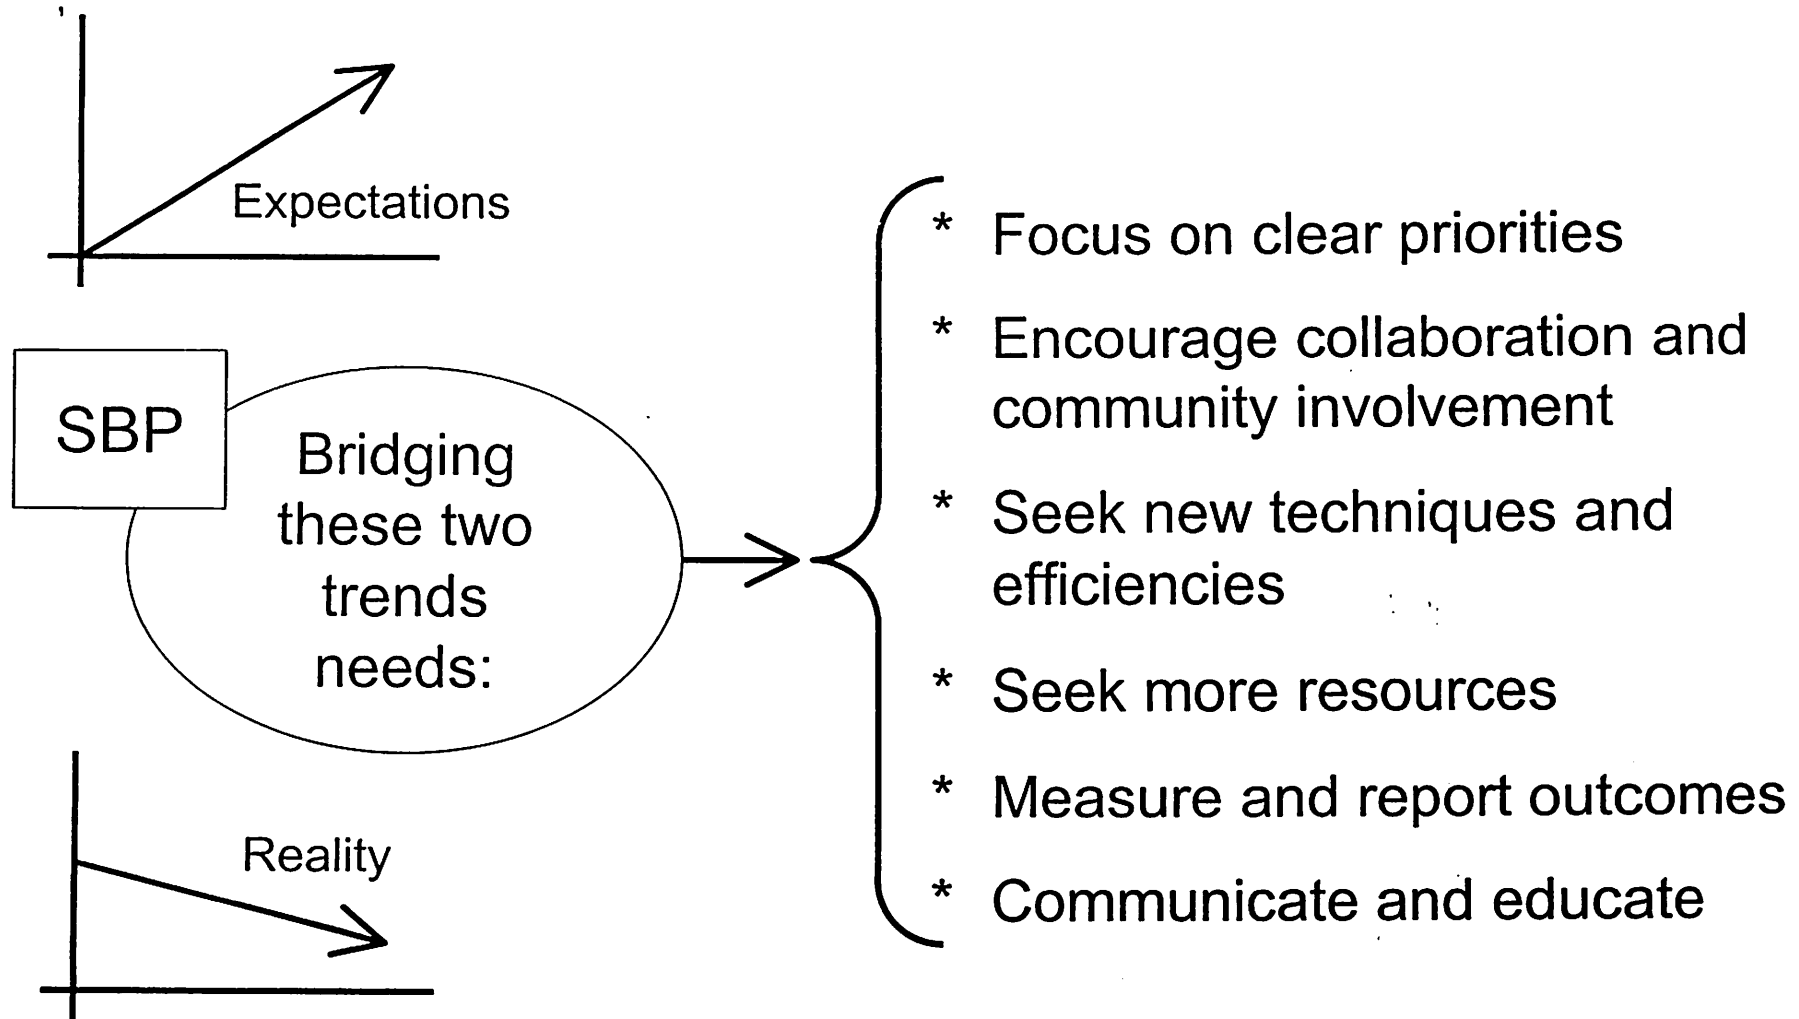 Expectations
SBP
Bridging
these two
trends
needs:
Reality
* Focus on clear priorities
* Encourage collaboration and
community involvement
* Seek new techniques and
efficiencies
* Seek more resources
* Measure and report outcomes
* Communicate and educate